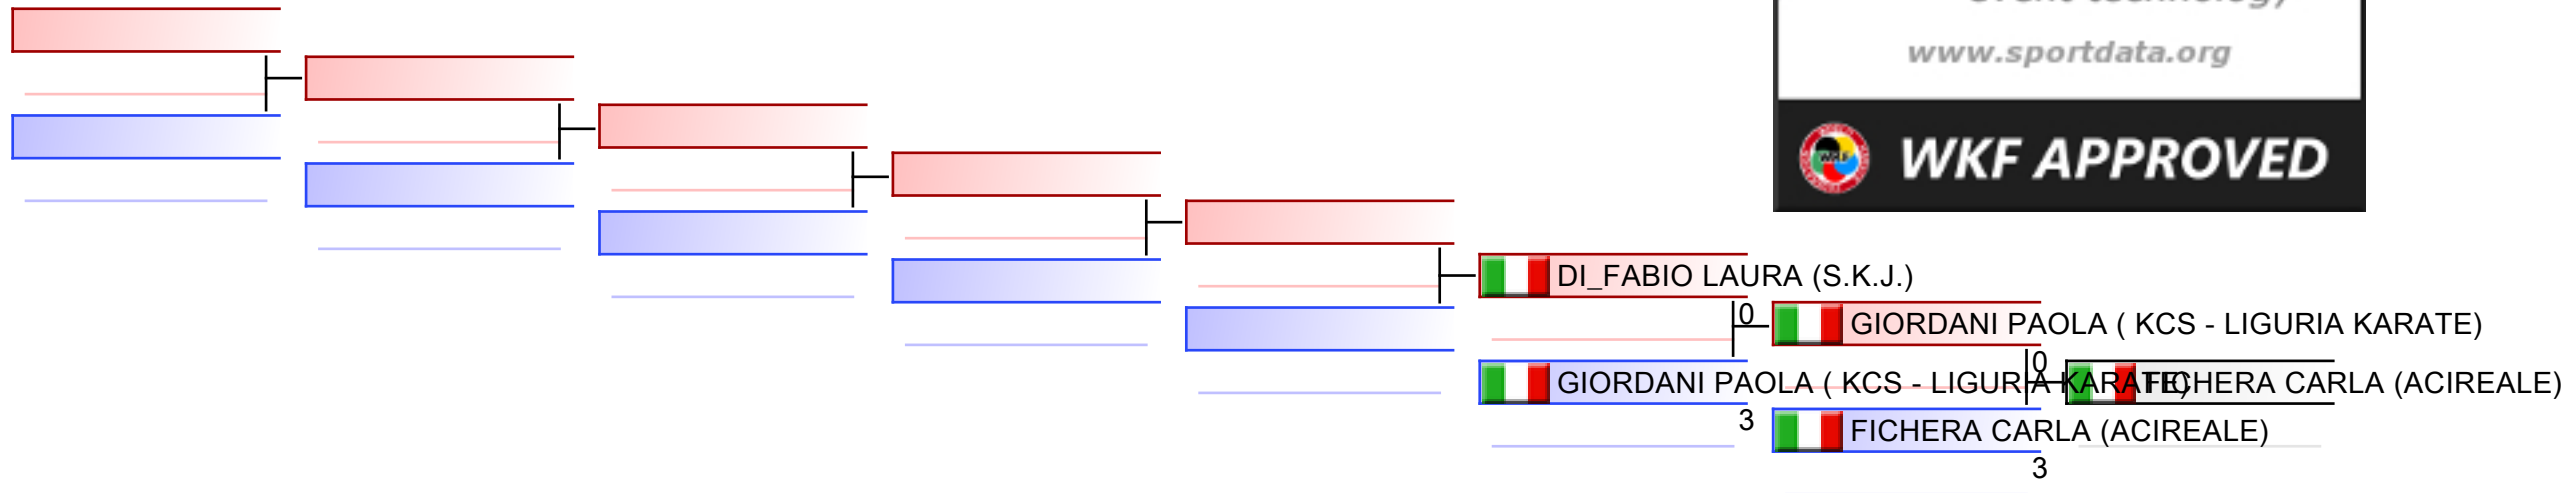 www.sportdata.org
WKF APPROVED
DI_FABIO LAURA (S.K.J.)
0
GIORDANI PAOLA ( KCS - LIGURIA KARATE)
GIORDANI PAOLA ( KCS - LIGURIA KARATE)
3
0
FICHERA CARLA (ACIREALE)
FICHERA CARLA (ACIREALE)
3